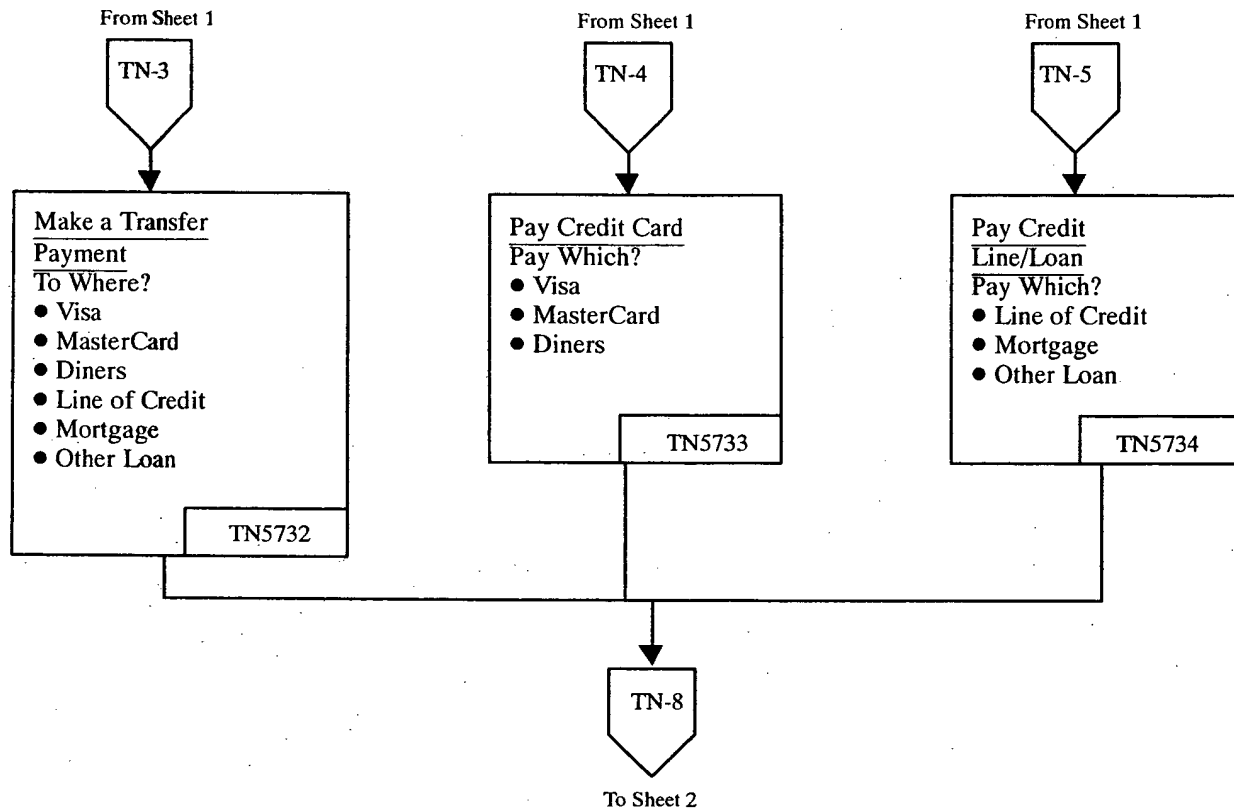 From Sheet 1
TN-3
Make a Transfer
Payment
To Where?
● Visa
● MasterCard
● Diners
● Line of Credit
● Mortgage
● Other Loan
TN5732
From Sheet 1
TN-4
Pay Credit Card
Pay Which?
● Visa
● MasterCard
● Diners
TN5733
From Sheet 1
TN-5
Pay Credit
Line/Loan
Pay Which?
● Line of Credit
● Mortgage
● Other Loan
TN5734
TN-8
To Sheet 2